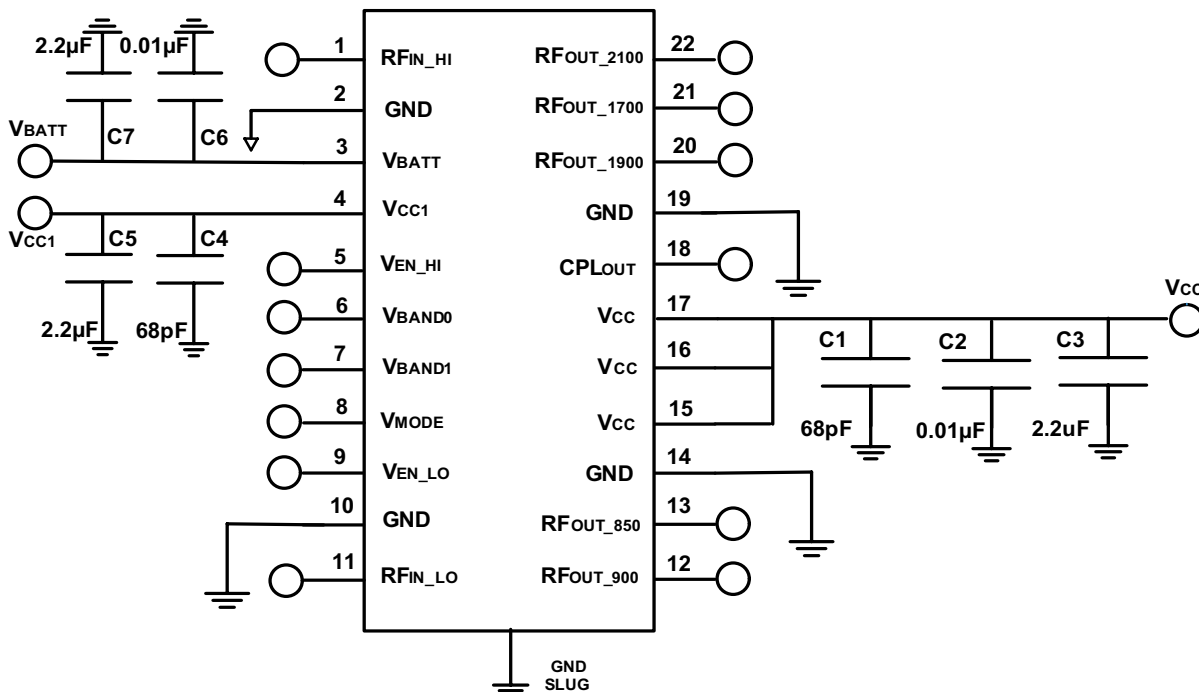 2.2µF 0.01µF
C7 C6
VBATT
VCC1
C5 C4
2.2µF 68pF
1 RFIN_HI
2 GND
3 VBATT
4 VCC1
5 VEN_HI
6 VBAND0
7 VBAND1
8 VMODE
9 VEN_LO
10 GND
11 RFIN_LO
RFOUT_2100 22
RFOUT_1700 21
RFOUT_1900 20
GND 19
CPLOUT 18
VCC 17
VCC 16
VCC 15
GND 14
RFOUT_850 13
RFOUT_900 12
VCC
C1 C2 C3
68pF 0.01µF 2.2uF
GND
SLUG